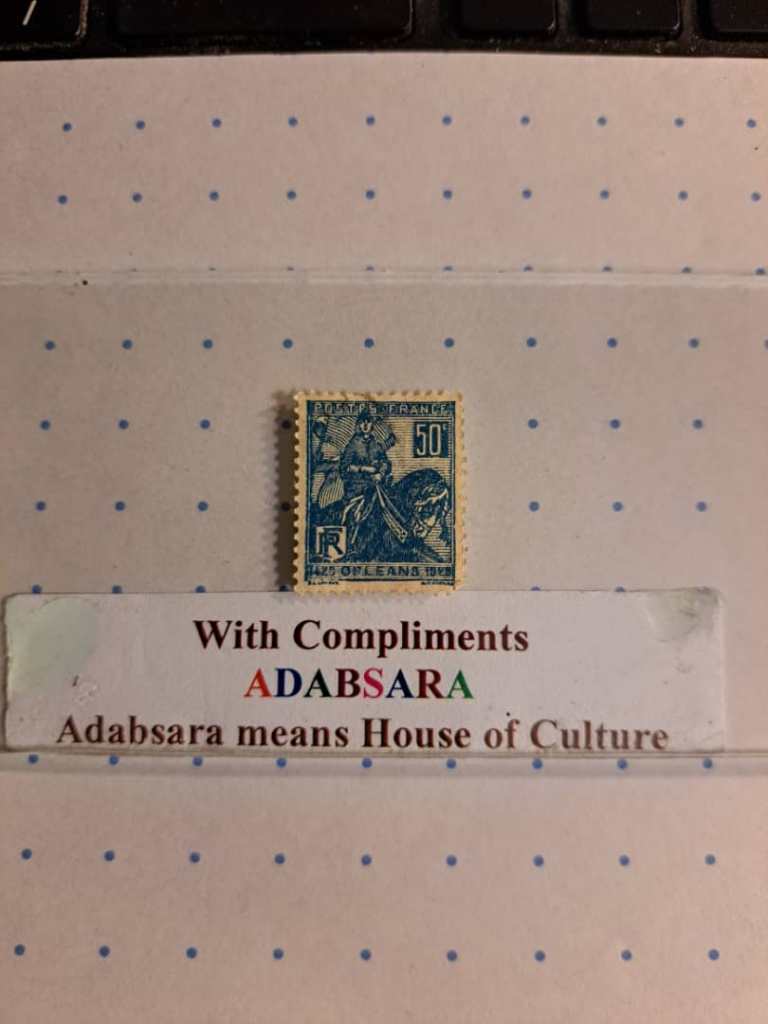 /
POSTES FRANCE
50c
RF
1429 ORLEANS 1929
With Compliments
ADABSARA
Adabsara means House of Culture